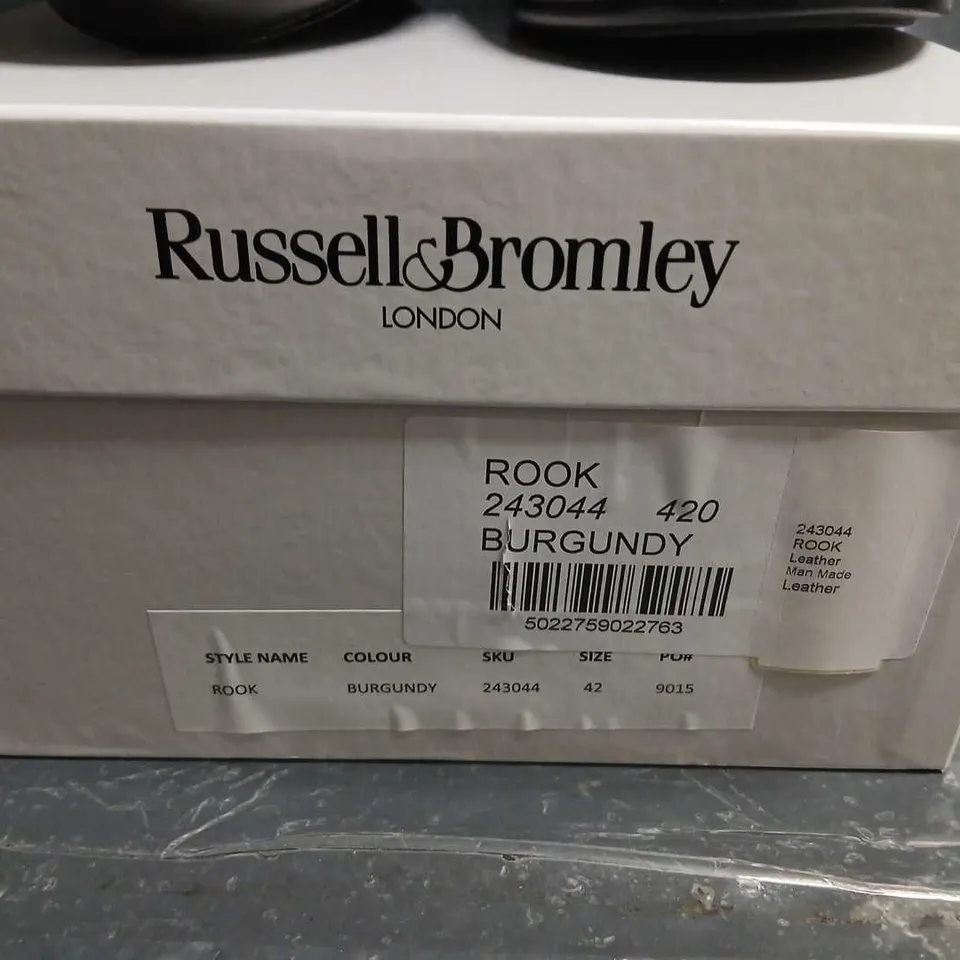 Russell&Bromley
LONDON
ROOK
243044 420
BURGUNDY
5022759022763
243044
ROOK
Leather
Man Made
Leather
STYLE NAME COLOUR SKU SIZE PO#
ROOK BURGUNDY 243044 42 9015